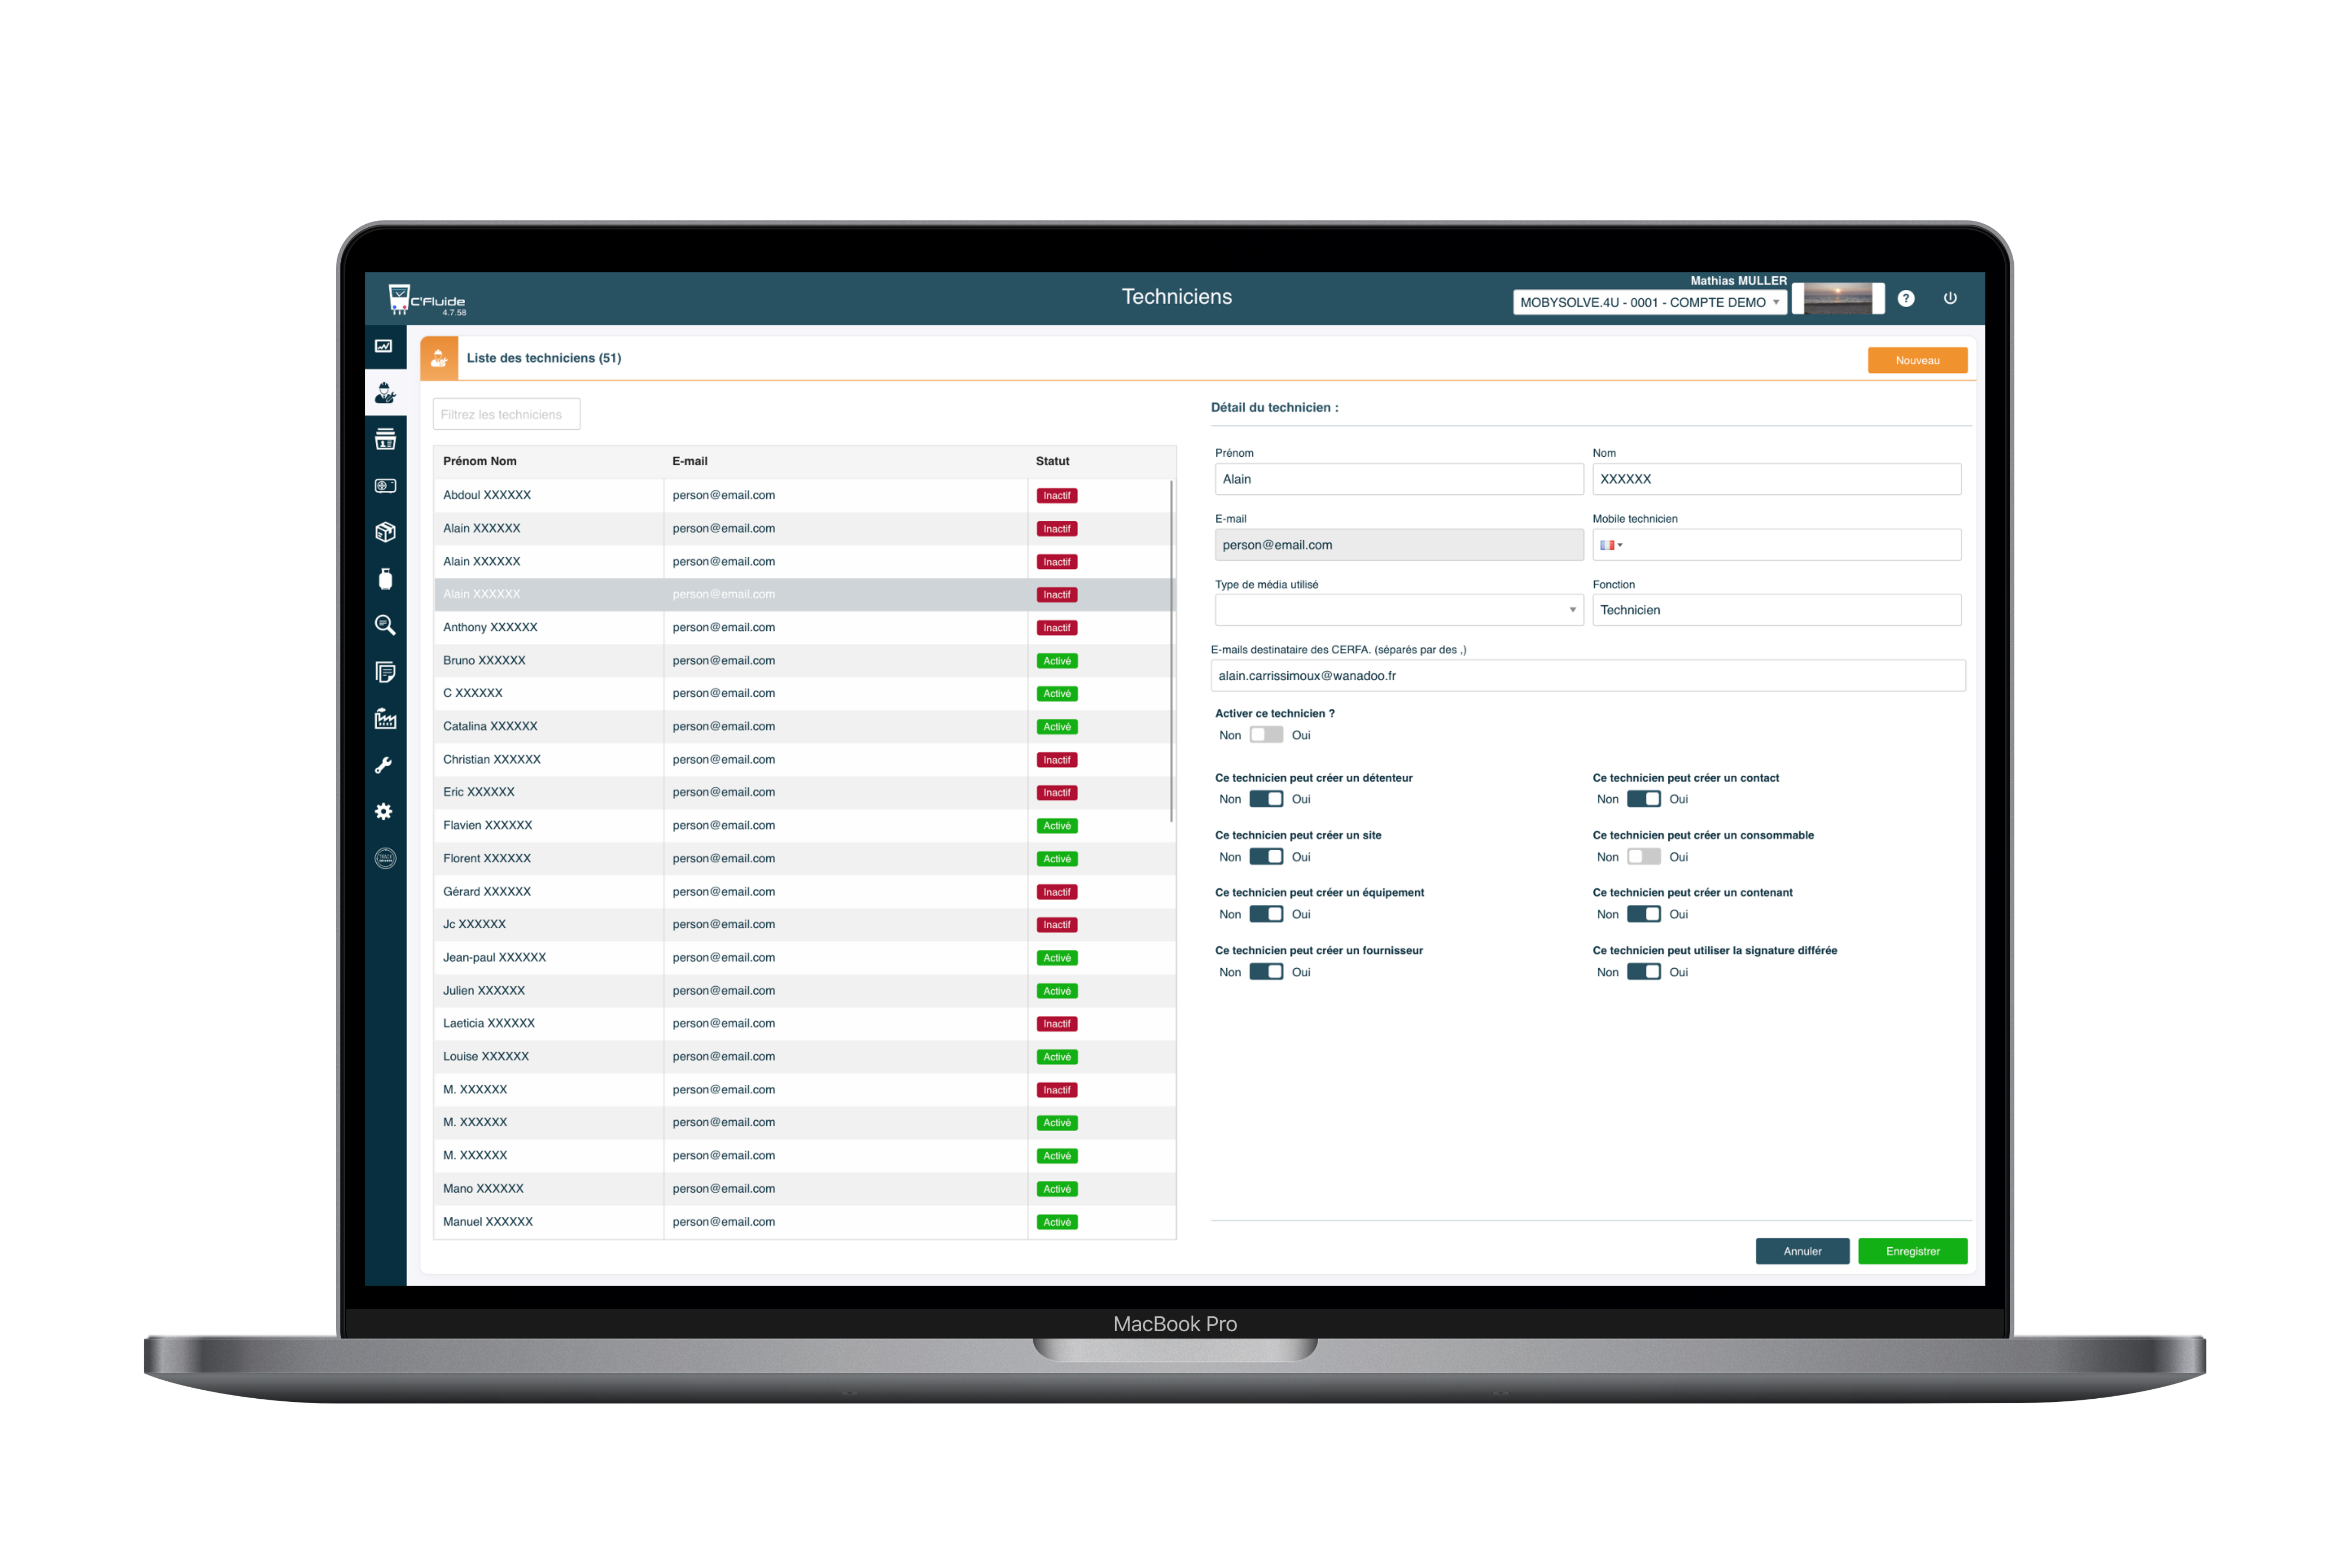 C'Fluide
4.7.58
Techniciens
Mathias MULLER
MOBYSOLVE.4U - 0001 - COMPTE DEMO
?
Liste des techniciens (51)
Nouveau
Filtrez les techniciens
Prénom Nom E-mail Statut
Abdoul XXXXXX person@email.com Inactif
Alain XXXXXX person@email.com Inactif
Alain XXXXXX person@email.com Inactif
Alain XXXXXX person@email.com Inactif
Anthony XXXXXX person@email.com Inactif
Bruno XXXXXX person@email.com Activé
C XXXXXX person@email.com Activé
Catalina XXXXXX person@email.com Activé
Christian XXXXXX person@email.com Inactif
Eric XXXXXX person@email.com Inactif
Flavien XXXXXX person@email.com Activé
Florent XXXXXX person@email.com Activé
Gérard XXXXXX person@email.com Inactif
Jc XXXXXX person@email.com Inactif
Jean-paul XXXXXX person@email.com Activé
Julien XXXXXX person@email.com Activé
Laeticia XXXXXX person@email.com Inactif
Louise XXXXXX person@email.com Activé
M. XXXXXX person@email.com Inactif
M. XXXXXX person@email.com Activé
M. XXXXXX person@email.com Activé
Mano XXXXXX person@email.com Activé
Manuel XXXXXX person@email.com Activé
Détail du technicien :
Prénom Nom
Alain XXXXXX
E-mail Mobile technicien
person@email.com
Type de média utilisé Fonction
Technicien
E-mails destinataire des CERFA. (séparés par des ,)
alain.carrissimoux@wanadoo.fr
Activer ce technicien ?
Non Oui
Ce technicien peut créer un détenteur Ce technicien peut créer un contact
Non Oui Non Oui
Ce technicien peut créer un site Ce technicien peut créer un consommable
Non Oui Non Oui
Ce technicien peut créer un équipement Ce technicien peut créer un contenant
Non Oui Non Oui
Ce technicien peut créer un fournisseur Ce technicien peut utiliser la signature différée
Non Oui Non Oui
Annuler Enregistrer
MacBook Pro